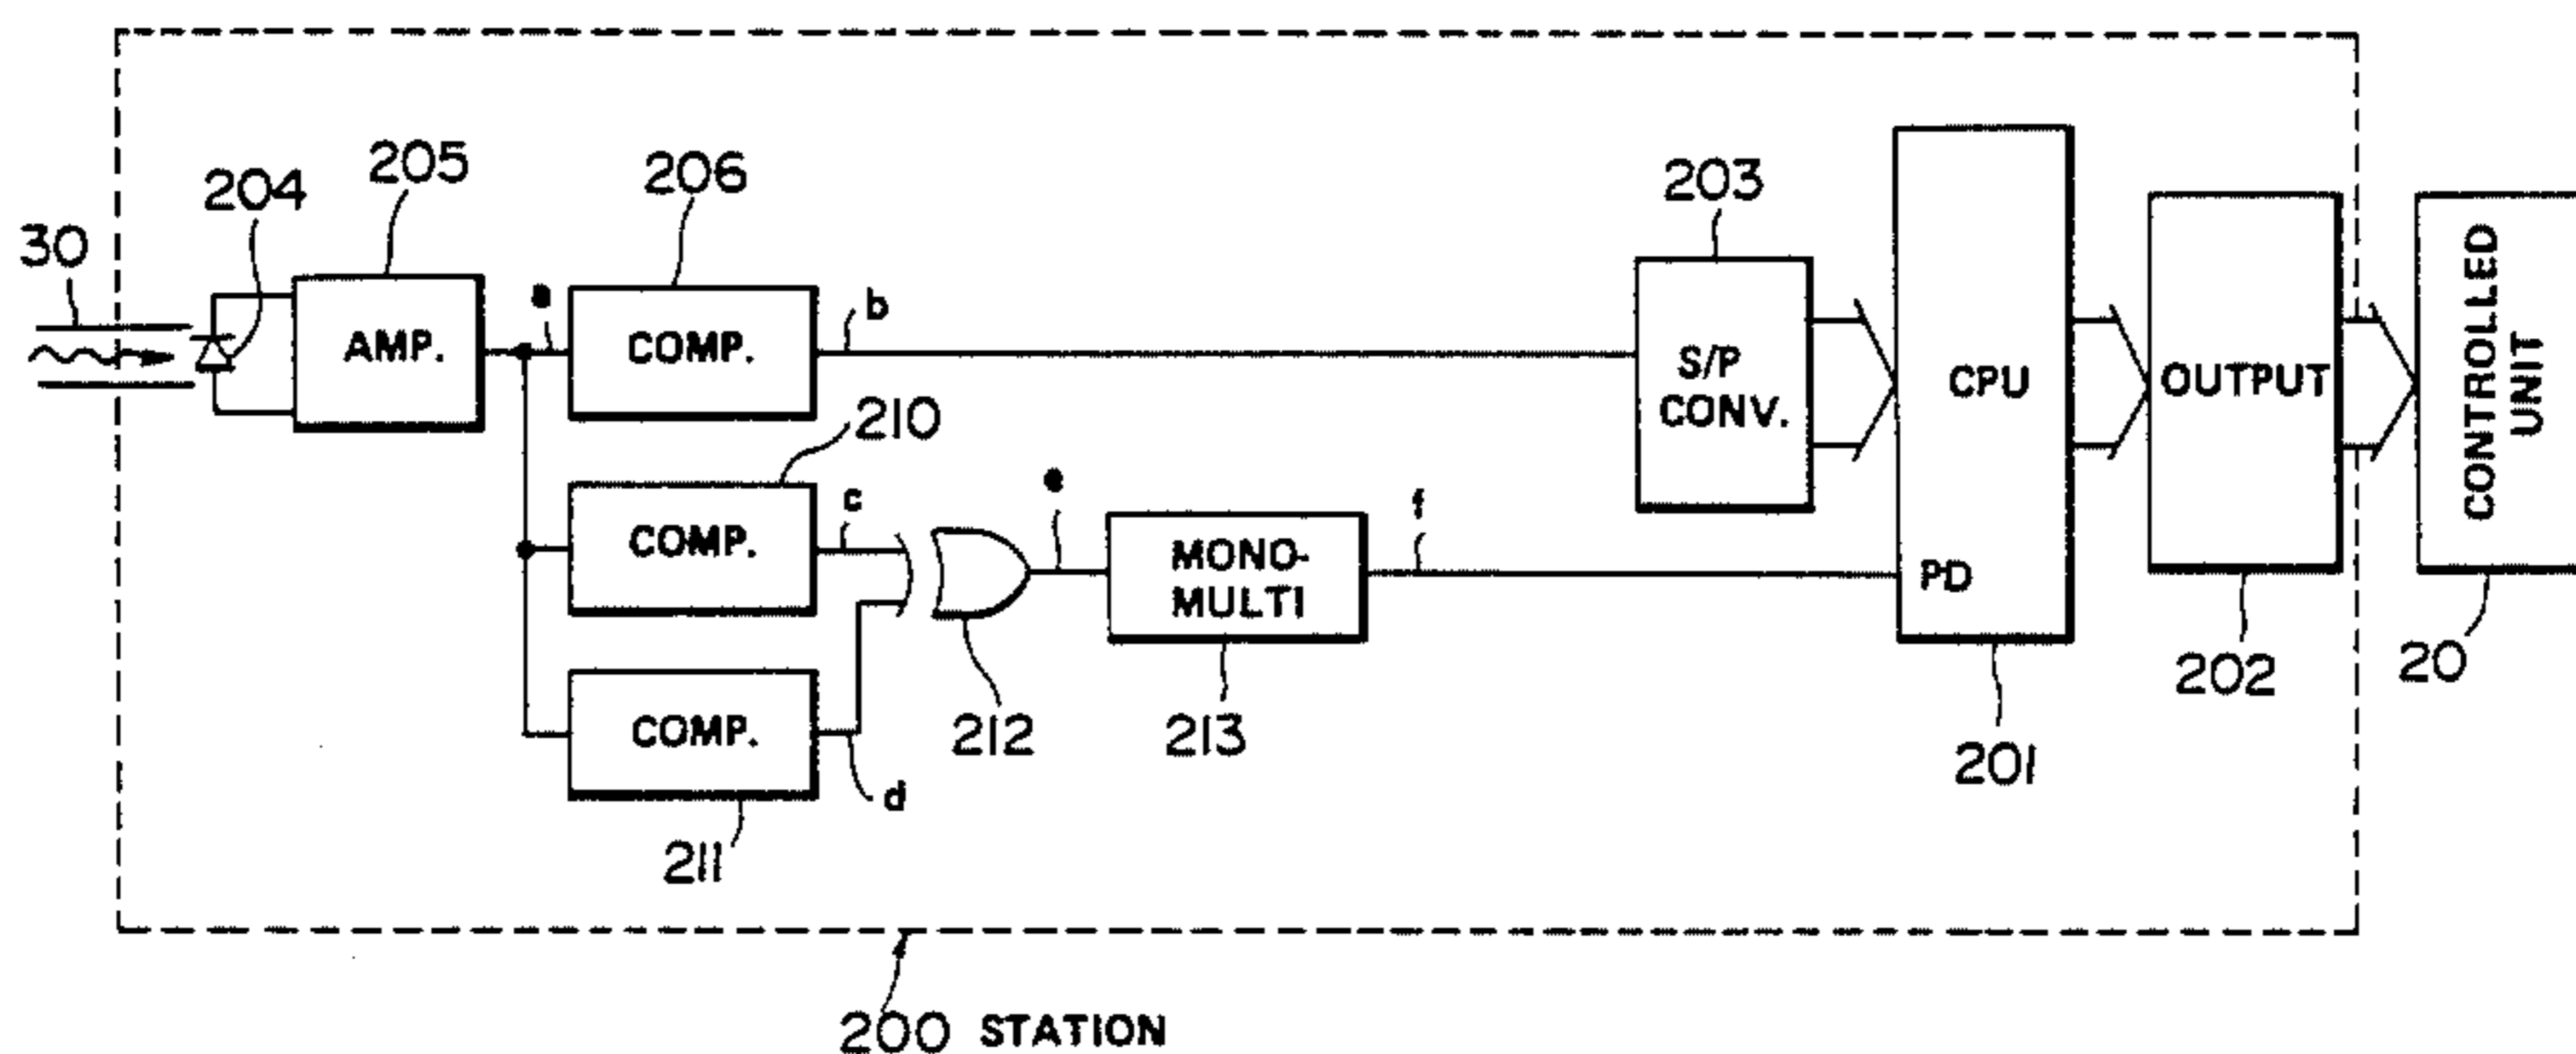 30
204
205
206
203
a
b
AMP.
COMP.
S/P
CONV.
CPU
OUTPUT
CONTROLLED
UNIT
210
c
e
f
COMP.
MONO-
MULTI
PD
COMP.
d
211
212
213
201
202
20
200 STATION